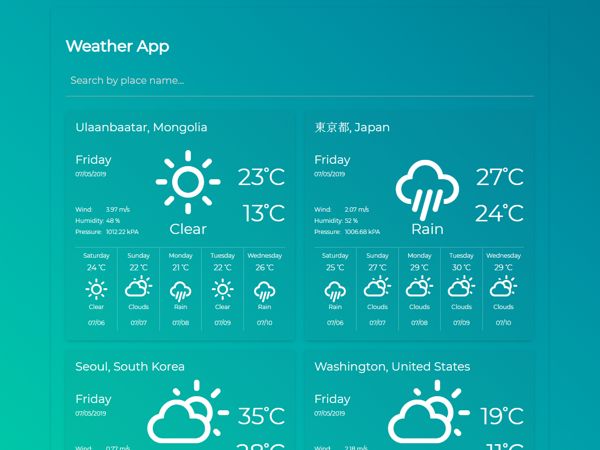 Weather App
Search by place name...
Ulaanbaatar, Mongolia
Friday
07/05/2019
23°C
13°C
Clear
Wind: 3.97 m/s
Humidity: 48 %
Pressure: 1012.22 kPA
Saturday Sunday Monday Tuesday Wednesday
24 °C 22 °C 21 °C 22 °C 26 °C
Clear Clouds Rain Clear Rain
07/06 07/07 07/08 07/09 07/10
東京都, Japan
Friday
07/05/2019
27°C
24°C
Rain
Wind: 2.07 m/s
Humidity: 52 %
Pressure: 1006.68 kPA
Saturday Sunday Monday Tuesday Wednesday
25 °C 27 °C 29 °C 30 °C 29 °C
Rain Clouds Clouds Clouds Clouds
07/06 07/07 07/08 07/09 07/10
Seoul, South Korea
Friday
07/05/2019
35°C
Washington, United States
Friday
07/05/2019
19°C